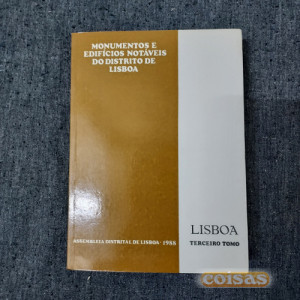 MONUMENTOS E
EDIFÍCIOS NOTÁVEIS
DO DISTRITO DE
LISBOA
LISBOA
TERCEIRO TOMO
ASSEMBLEIA DISTRITAL DE LISBOA · 1988
coisas